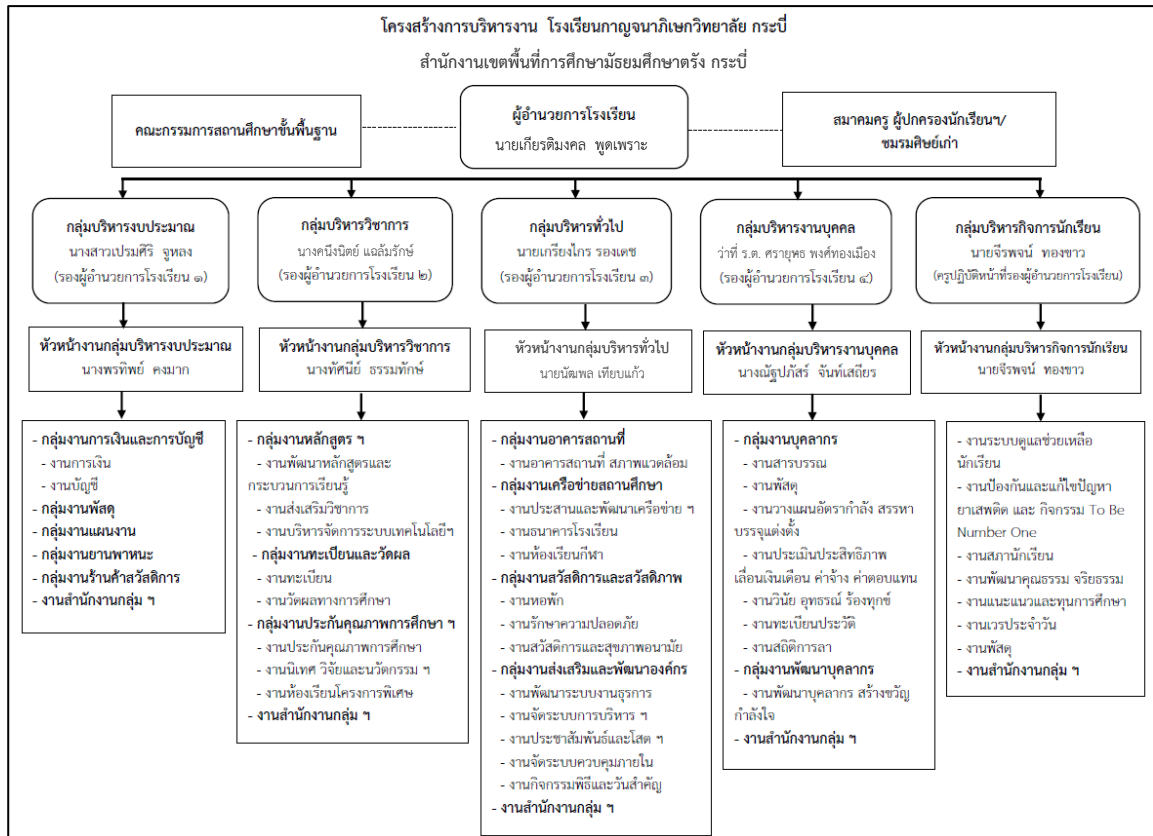 โครงสร้างการบริหารงาน โรงเรียนกาญจนาภิเษกวิทยาลัย กระบี่
สำนักงานเขตพื้นที่การศึกษามัธยมศึกษาตรัง กระบี่
คณะกรรมการสถานศึกษาขั้นพื้นฐาน
ผู้อำนวยการโรงเรียน
นายเกียรติมงคล พูดเพราะ
สมาคมครู ผู้ปกครองนักเรียนฯ/
ชมรมศิษย์เก่า
กลุ่มบริหารงบประมาณ
นางสาวเปรมศิริ จูหลง
(รองผู้อำนวยการโรงเรียน ๑)
กลุ่มบริหารวิชาการ
นางคนึงนิตย์ แฉล้มรักษ์
(รองผู้อำนวยการโรงเรียน ๒)
กลุ่มบริหารทั่วไป
นายเกรียงไกร รองเดช
(รองผู้อำนวยการโรงเรียน ๓)
กลุ่มบริหารงานบุคคล
ว่าที่ ร.ต. ศรายุพธ พงศ์ทองเมือง
(รองผู้อำนวยการโรงเรียน ๔)
กลุ่มบริหารกิจการนักเรียน
นายจีรพจน์ ทองขาว
(ครูปฏิบัติหน้าที่รองผู้อำนวยการโรงเรียน)
หัวหน้างานกลุ่มบริหารงบประมาณ
นางพรทิพย์ คงมาก
หัวหน้างานกลุ่มบริหารวิชาการ
นางทัศนีย์ ธรรมทักษ์
หัวหน้างานกลุ่มบริหารทั่วไป
นายนัฒพล เทียบแก้ว
หัวหน้างานกลุ่มบริหารงานบุคคล
นางณัฐปภัสร์ จันท์เสถียร
หัวหน้างานกลุ่มบริหารกิจการนักเรียน
นายจีรพจน์ ทองขาว
- กลุ่มงานการเงินและการบัญชี
- งานการเงิน
- งานบัญชี
- กลุ่มงานพัสดุ
- กลุ่มงานแผนงาน
- กลุ่มงานยานพาหนะ
- กลุ่มงานร้านค้าสวัสดิการ
- งานสำนักงานกลุ่ม ฯ
- กลุ่มงานหลักสูตร ฯ
- งานพัฒนาหลักสูตรและ
กระบวนการเรียนรู้
- งานส่งเสริมวิชาการ
- งานบริหารจัดการระบบเทคโนโลยีฯ
- กลุ่มงานทะเบียนและวัดผล
- งานทะเบียน
- งานวัดผลทางการศึกษา
- กลุ่มงานประกันคุณภาพการศึกษา ฯ
- งานประกันคุณภาพการศึกษา
- งานนิเทศ วิจัยและนวัตกรรม ฯ
- งานห้องเรียนโครงการพิเศษ
- งานสำนักงานกลุ่ม ฯ
- กลุ่มงานอาคารสถานที่
- งานอาคารสถานที่ สภาพแวดล้อม
- กลุ่มงานเครือข่ายสถานศึกษา
- งานประสานและพัฒนาเครือข่าย ฯ
- งานธนาคารโรงเรียน
- งานห้องเรียนกีฬา
- กลุ่มงานสวัสดิการและสวัสดิภาพ
- งานหอพัก
- งานรักษาความปลอดภัย
- งานสวัสดิการและสุขภาพอนามัย
- กลุ่มงานส่งเสริมและพัฒนาองค์กร
- งานพัฒนาระบบงานธุรการ
- งานจัดระบบการบริหาร ฯ
- งานประชาสัมพันธ์และโสต ฯ
- งานจัดระบบควบคุมภายใน
- งานกิจกรรมพิธีและวันสำคัญ
- งานสำนักงานกลุ่ม ฯ
- กลุ่มงานบุคลากร
- งานสารบรรณ
- งานพัสดุ
- งานวางแผนอัตรากำลัง สรรหา
บรรจุแต่งตั้ง
- งานประเมินประสิทธิภาพ
เลื่อนเงินเดือน ค่าจ้าง ค่าตอบแทน
- งานวินัย อุทธรณ์ ร้องทุกข์
- งานทะเบียนประวัติ
- งานสถิติการลา
- กลุ่มงานพัฒนาบุคลากร
- งานพัฒนาบุคลากร สร้างขวัญ
กำลังใจ
- งานสำนักงานกลุ่ม ฯ
- งานระบบดูแลช่วยเหลือ
นักเรียน
- งานป้องกันและแก้ไขปัญหา
ยาเสพติด และ กิจกรรม To Be
Number One
- งานสภานักเรียน
- งานพัฒนาคุณธรรม จริยธรรม
- งานแนะแนวและทุนการศึกษา
- งานเวรประจำวัน
- งานพัสดุ
- งานสำนักงานกลุ่ม ฯ